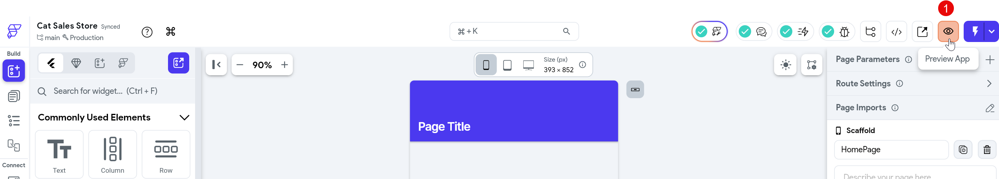 1
Cat Sales Store Synced
main Production
⌘ + K
Build
Preview App
Page Parameters
90%
Size (px)
393 × 852
Search for widget... (Ctrl + F)
Route Settings
Page Imports
Commonly Used Elements
Page Title
Scaffold
HomePage
Text
Column
Row
Connect
Describe your page here